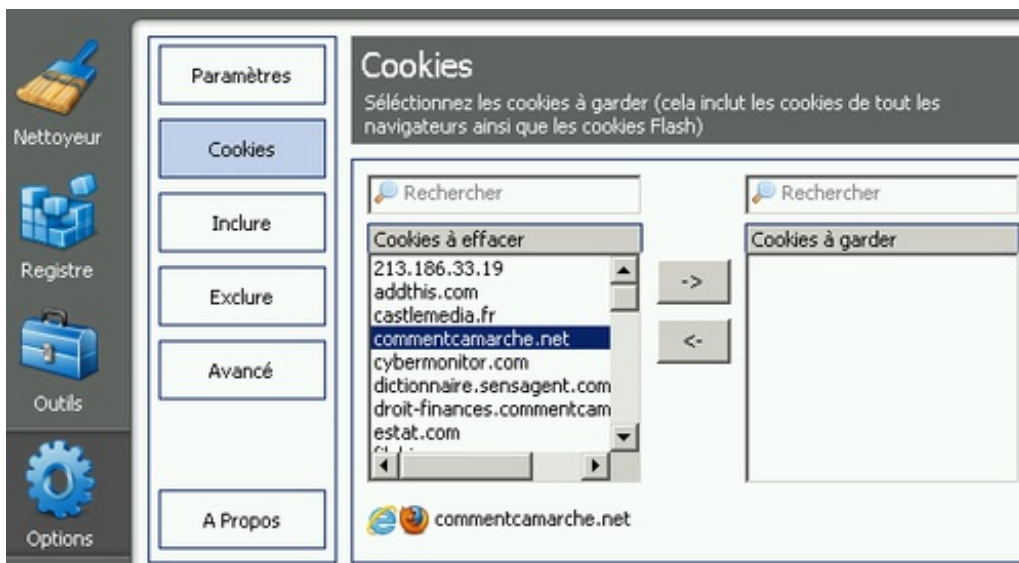 Nettoyeur
Registre
Outils
Options
Paramètres
Cookies
Inclure
Exclure
Avancé
A Propos
Cookies
Séléctionnez les cookies à garder (cela inclut les cookies de tout les
navigateurs ainsi que les cookies Flash)
Rechercher
Cookies à effacer
213.186.33.19
addthis.com
castlemedia.fr
commentcamarche.net
cybermonitor.com
dictionnaire.sensagent.com
droit-finances.commentcam
estat.com
->
<-
Rechercher
Cookies à garder
commentcamarche.net